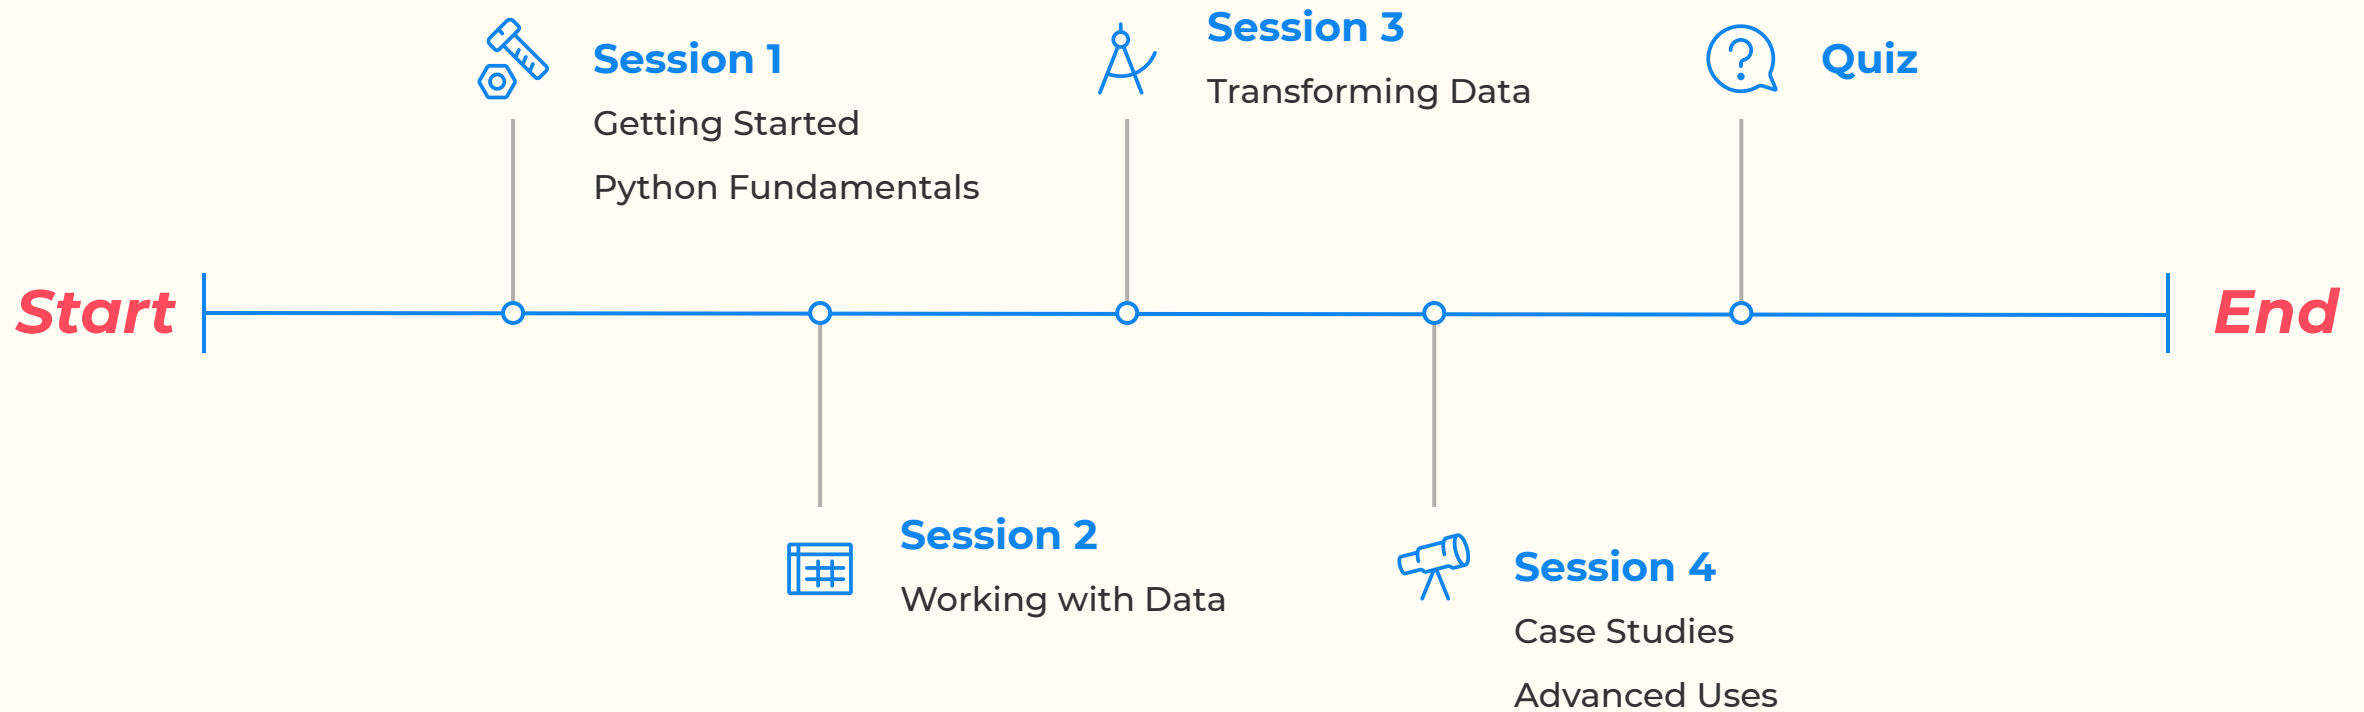 Start
Session 1
Getting Started
Python Fundamentals
Session 2
Working with Data
Session 3
Transforming Data
Session 4
Case Studies
Advanced Uses
Quiz
End